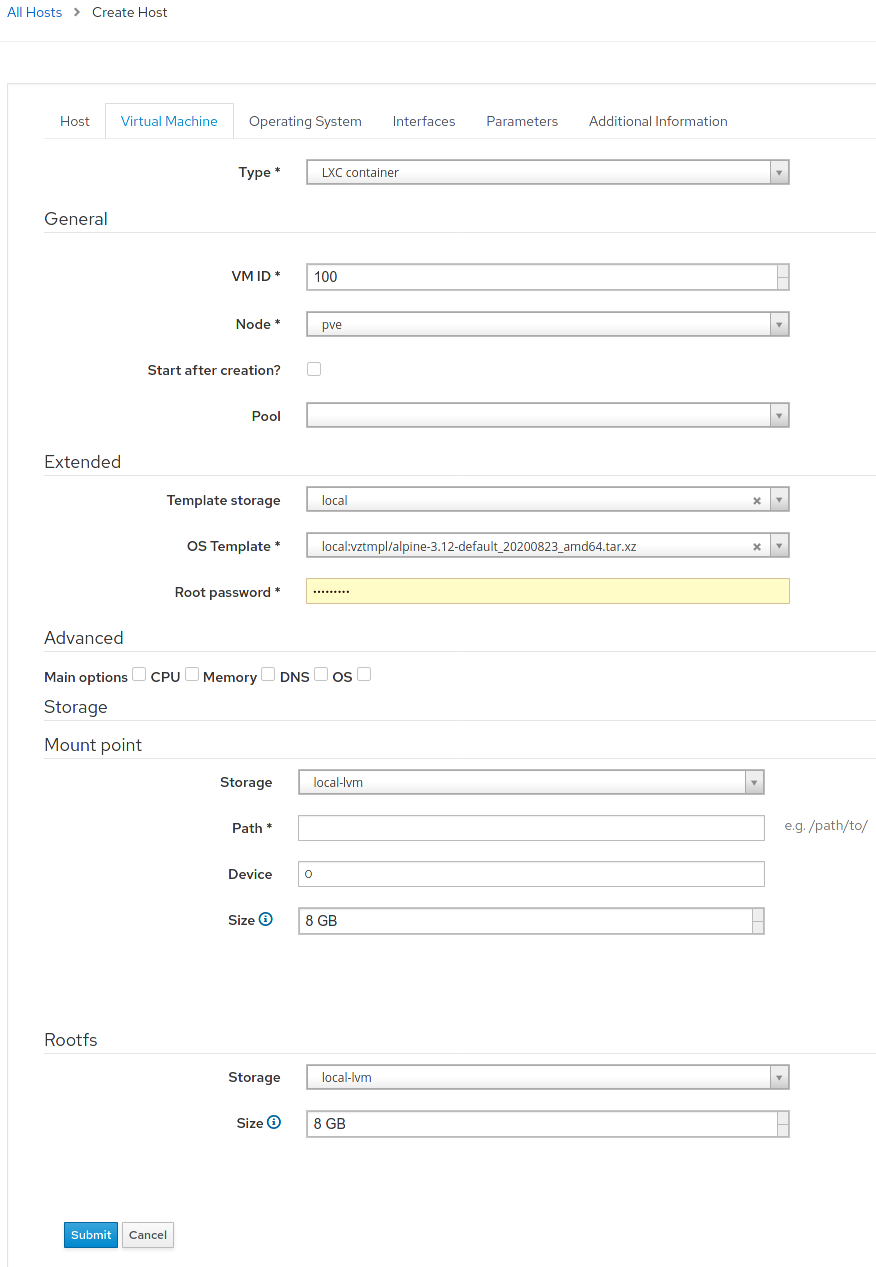 All Hosts > Create Host
Host Virtual Machine Operating System Interfaces Parameters Additional Information
Type * LXC container
General
VM ID * 100
Node * pve
Start after creation?
Pool
Extended
Template storage local
OS Template * local:vztmpl/alpine-3.12-default_20200823_amd64.tar.xz
Root password * •••••••••
Advanced
Main options CPU Memory DNS OS
Storage
Mount point
Storage local-lvm
Path * e.g. /path/to/
Device 0
Size 8 GB
Rootfs
Storage local-lvm
Size 8 GB
Submit Cancel